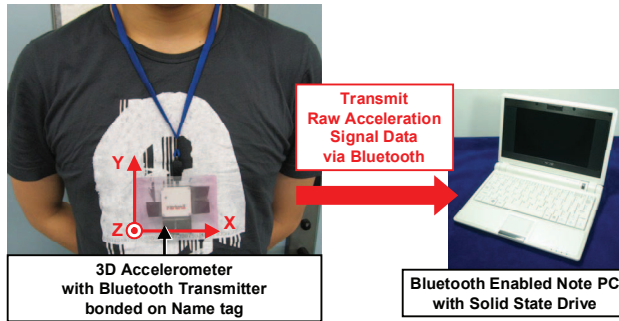 Transmit
Raw Acceleration
Signal Data
via Bluetooth
Y
Z
X
3D Accelerometer
with Bluetooth Transmitter
bonded on Name tag
Bluetooth Enabled Note PC
with Solid State Drive